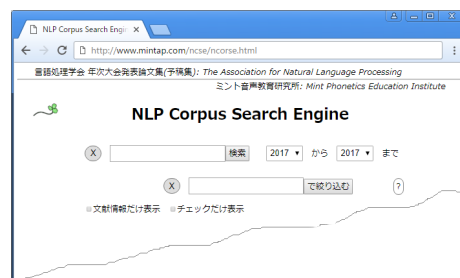 NLP Corpus Search Engin
http://www.mintap.com/ncse/ncorse.html
言語処理学会 年次大会発表論文集(予稿集): The Association for Natural Language Processing
ミント音声教育研究所: Mint Phonetics Education Institute
NLP Corpus Search Engine
X 検索 2017 から 2017 まで
X で絞り込む ?
文献情報だけ表示 チェックだけ表示